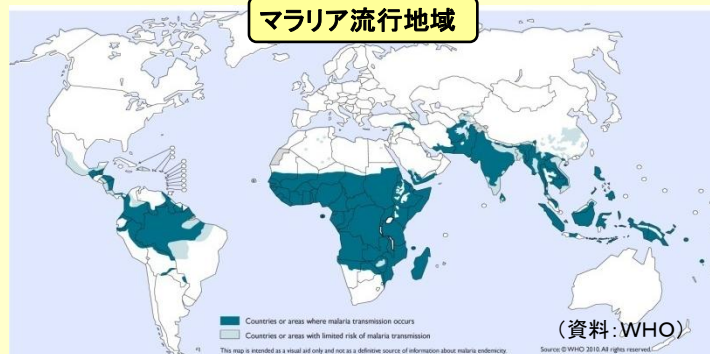 マラリア流行地域
Countries or areas where malaria transmission occurs
Countries or areas with limited risk of malaria transmission
(資料:WHO)
This map is intended as a visual aid only and not as a definitive source of information about malaria endemicity.
Source: © WHO 2010. All rights reserved.